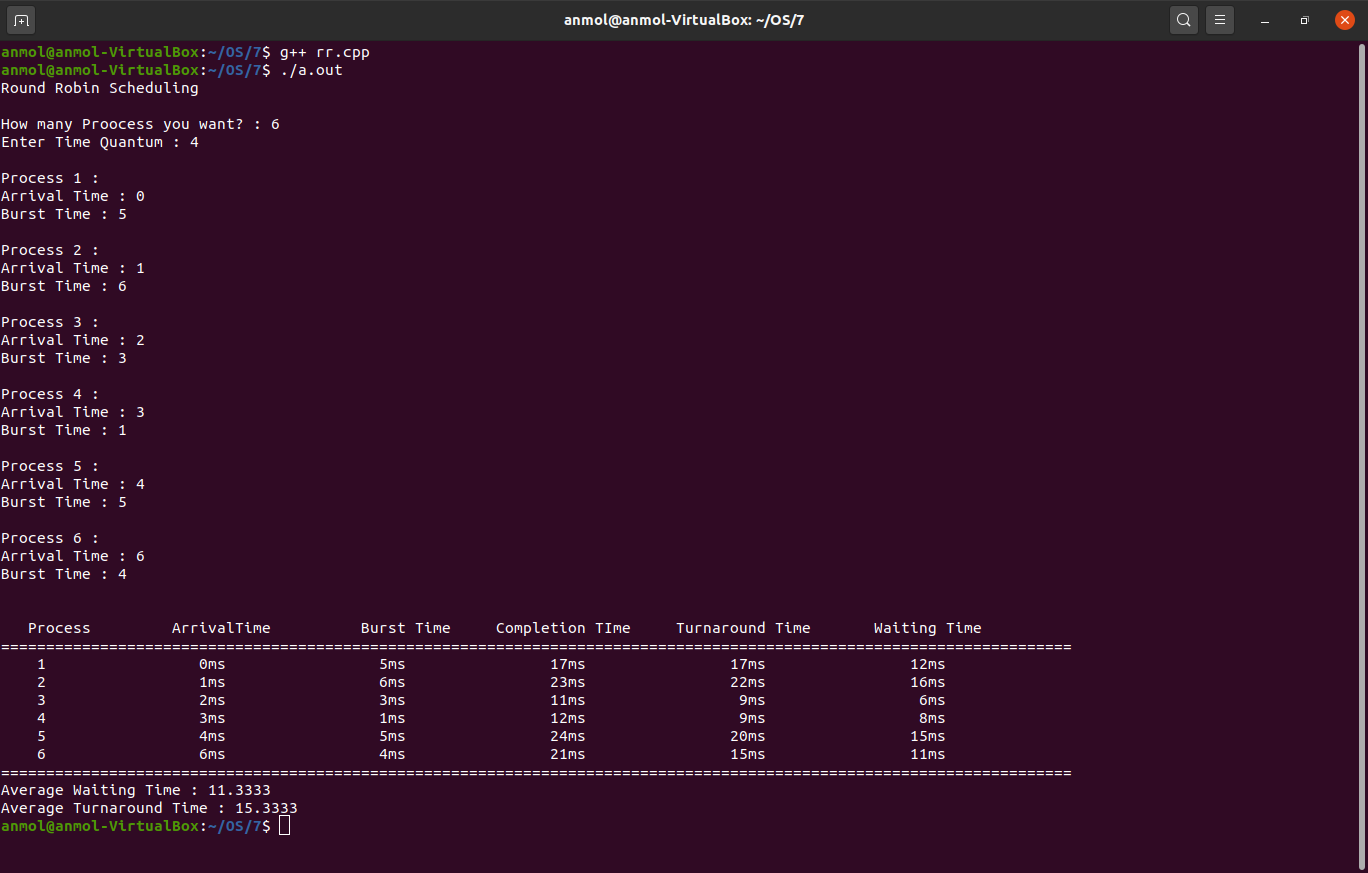 anmol@anmol-VirtualBox: ~/OS/7
anmol@anmol-VirtualBox:~/OS/7$ g++ rr.cpp
anmol@anmol-VirtualBox:~/OS/7$ ./a.out
Round Robin Scheduling
How many Proocess you want? : 6
Enter Time Quantum : 4
Process 1 :
Arrival Time : 0
Burst Time : 5
Process 2 :
Arrival Time : 1
Burst Time : 6
Process 3 :
Arrival Time : 2
Burst Time : 3
Process 4 :
Arrival Time : 3
Burst Time : 1
Process 5 :
Arrival Time : 4
Burst Time : 5
Process 6 :
Arrival Time : 6
Burst Time : 4
Process ArrivalTime Burst Time Completion TIme Turnaround Time Waiting Time
=======================================================================================================================
1 0ms 5ms 17ms 17ms 12ms
2 1ms 6ms 23ms 22ms 16ms
3 2ms 3ms 11ms 9ms 6ms
4 3ms 1ms 12ms 9ms 8ms
5 4ms 5ms 24ms 20ms 15ms
6 6ms 4ms 21ms 15ms 11ms
=======================================================================================================================
Average Waiting Time : 11.3333
Average Turnaround Time : 15.3333
anmol@anmol-VirtualBox:~/OS/7$